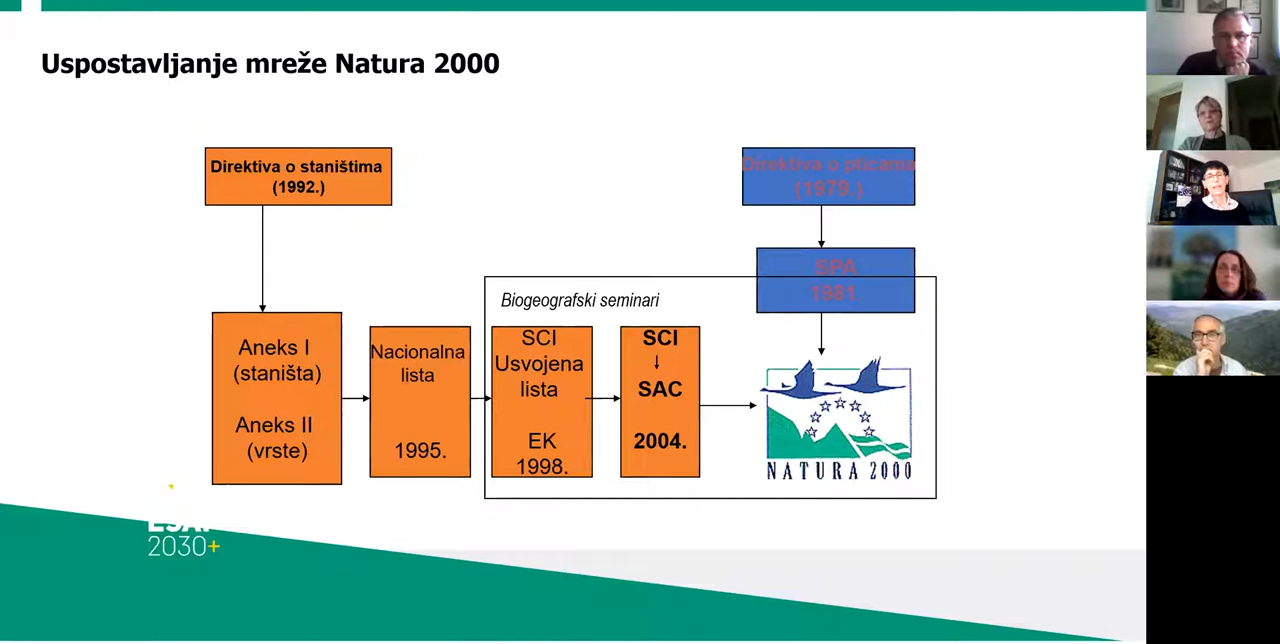 Uspostavljanje mreže Natura 2000
Direktiva o staništima
(1992.)
Direktiva o pticama
(1979.)
SPA
1981
Biogeografski seminari
Aneks I
(staništa)
Aneks II
(vrste)
Nacionalna
lista
1995.
SCI
Usvojena
lista
EK
1998.
SCI
↓
SAC
2004.
NATURA 2000
2030+